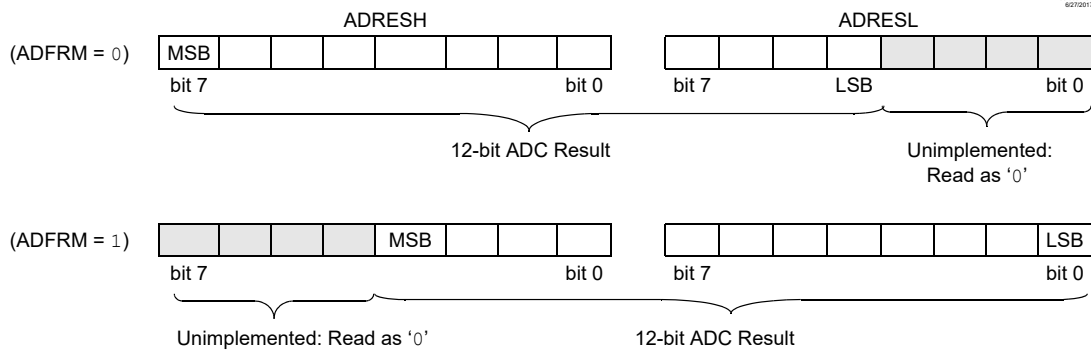 6/27/2017
ADRESH ADRESL
(ADFRM = 0) MSB
bit 7 bit 0 bit 7 LSB bit 0
12-bit ADC Result Unimplemented:
Read as ‘0’
(ADFRM = 1) MSB LSB
bit 7 bit 0 bit 7 bit 0
Unimplemented: Read as ‘0’ 12-bit ADC Result